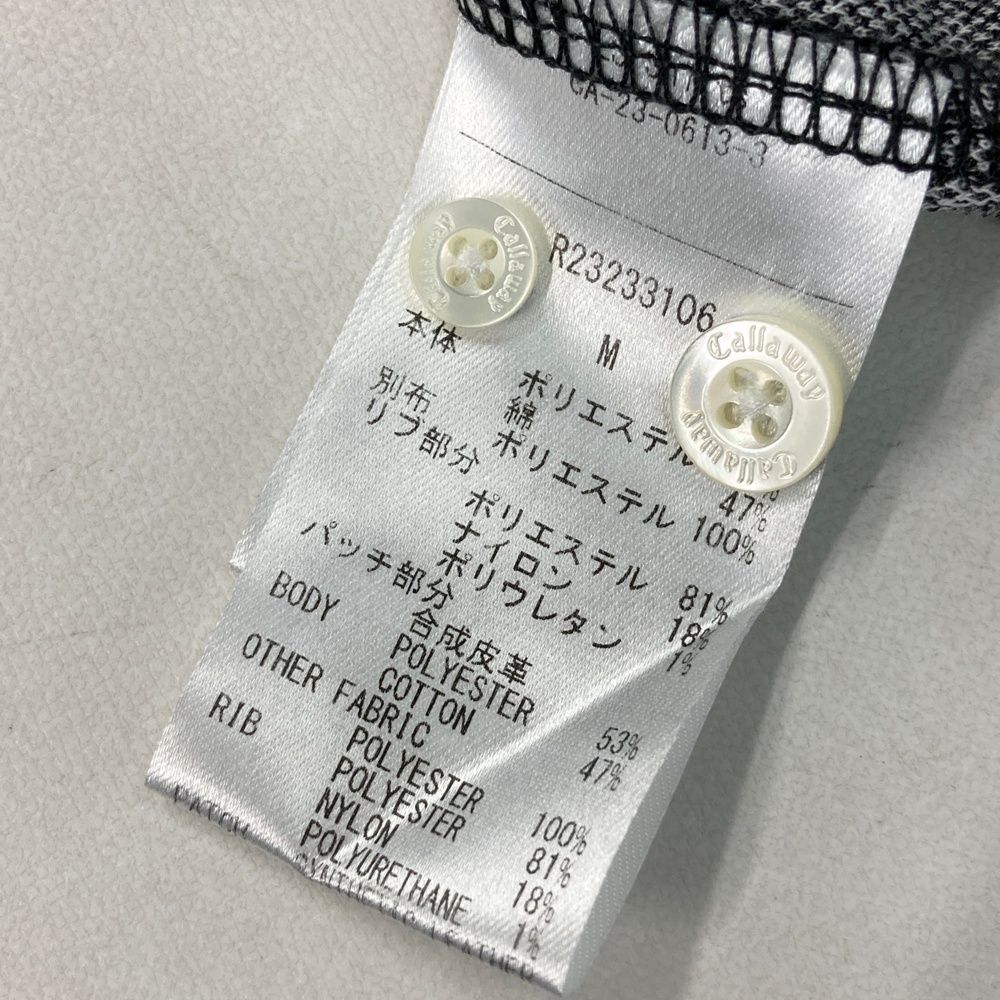 CA-23-0613-3
R23233106
M
本体 ポリエステル
綿 47%
別布 ポリエステル 100%
リブ部分
ポリエステル 81%
ナイロン 18%
ポリウレタン 1%
パッチ部分
合成皮革
BODY POLYESTER 53%
COTTON 47%
OTHER FABRIC
POLYESTER 100%
RIB POLYESTER 81%
NYLON 18%
POLYURETHANE 1%
Callaway
Callaway
Callaway
Callaway